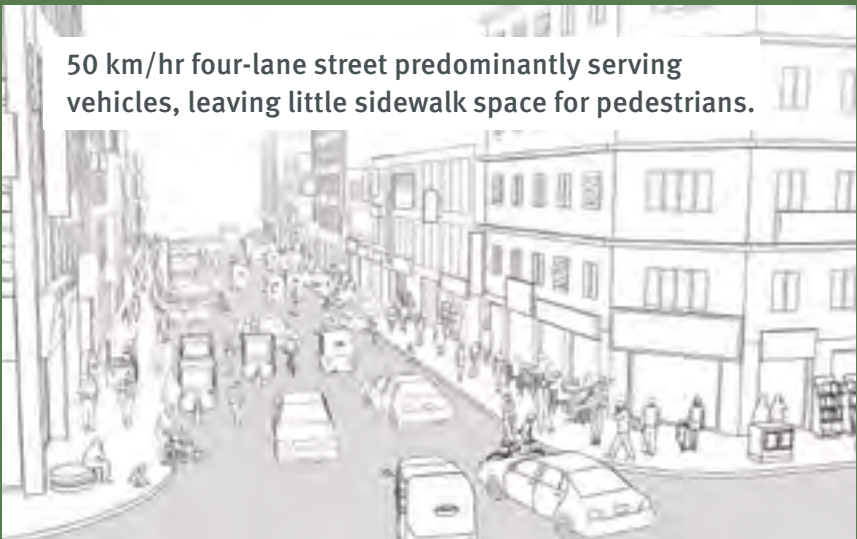 50 km/hr four-lane street predominantly serving
vehicles, leaving little sidewalk space for pedestrians.